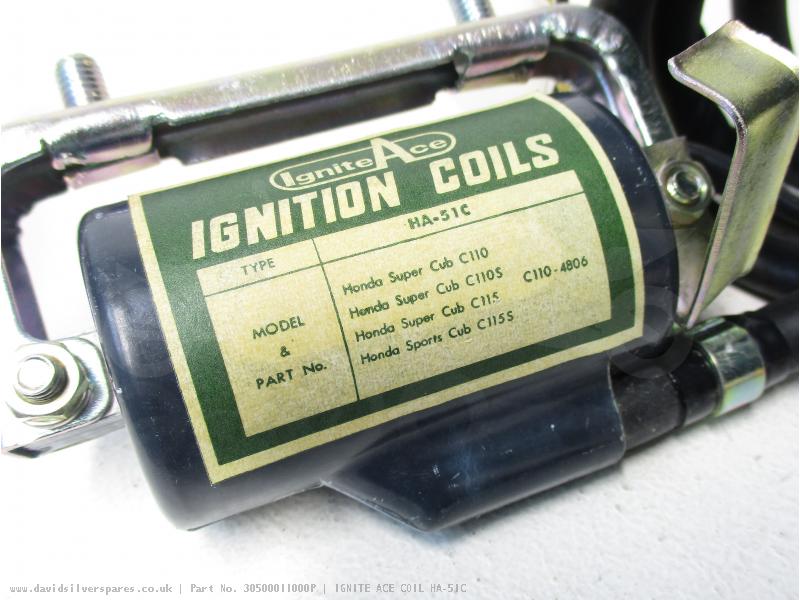 Ignite Ace
IGNITION COILS
TYPE HA-51C
MODEL & PART No.
Honda Super Cub C110
Honda Super Cub C110S C110-4806
Honda Super Cub C115
Honda Sports Cub C115S
www.davidsilverspares.co.uk | Part No. 30500011000P | IGNITE ACE COIL HA-51C